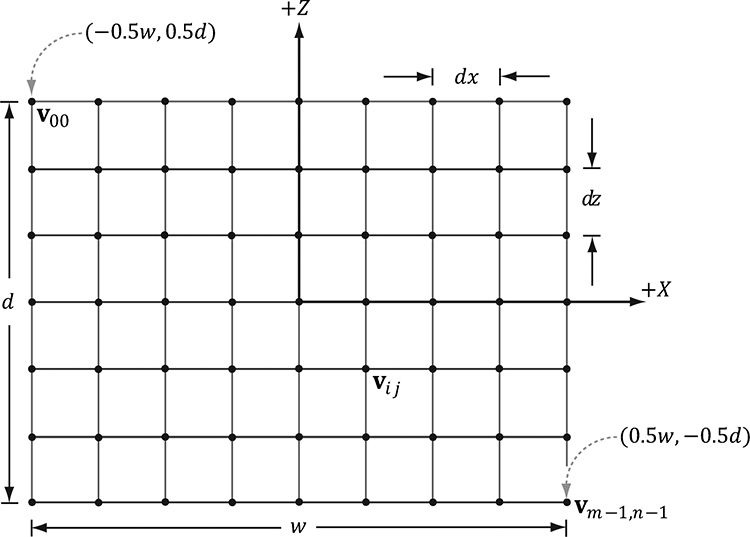 +Z
(−0.5w, 0.5d)
dx
v₀₀
dz
+X
d
vᵢⱼ
(0.5w, −0.5d)
vₘ₋₁,ₙ₋₁
w